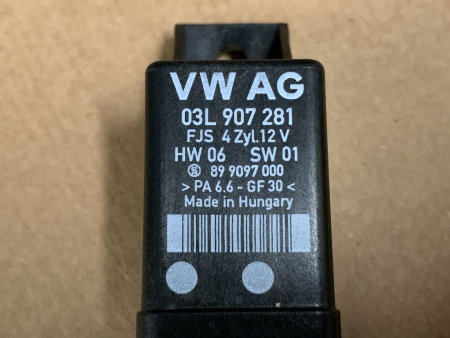 VW AG
03L 907 281
FJS 4 Zyl.12 V
HW 06 SW 01
Ⓢ 89 9097 000
> PA 6.6 - GF 30 <
Made in Hungary